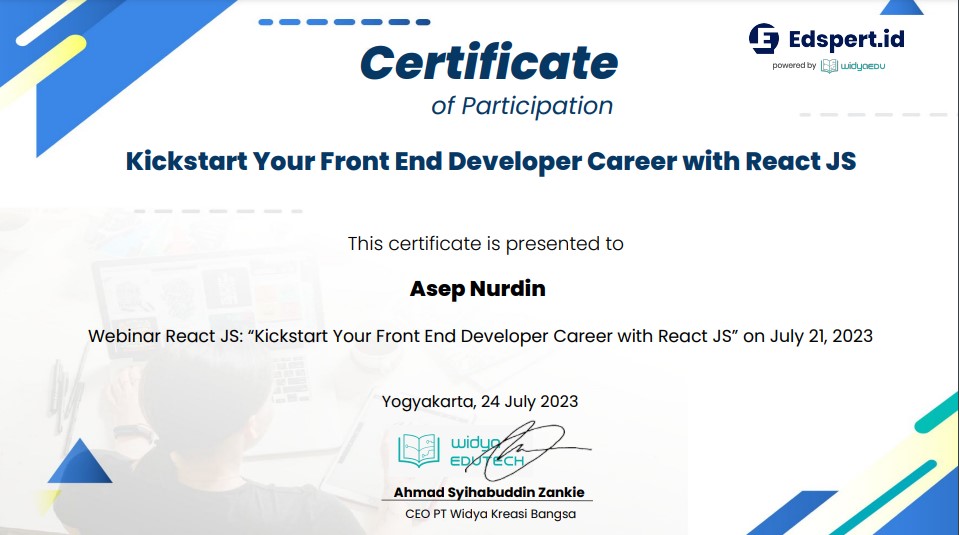 Certificate
of Participation
Edspert.id
powered by widyaEDU
Kickstart Your Front End Developer Career with React JS
This certificate is presented to
Asep Nurdin
Webinar React JS: “Kickstart Your Front End Developer Career with React JS” on July 21, 2023
Yogyakarta, 24 July 2023
widya
EDUTECH
Ahmad Syihabuddin Zankie
CEO PT Widya Kreasi Bangsa